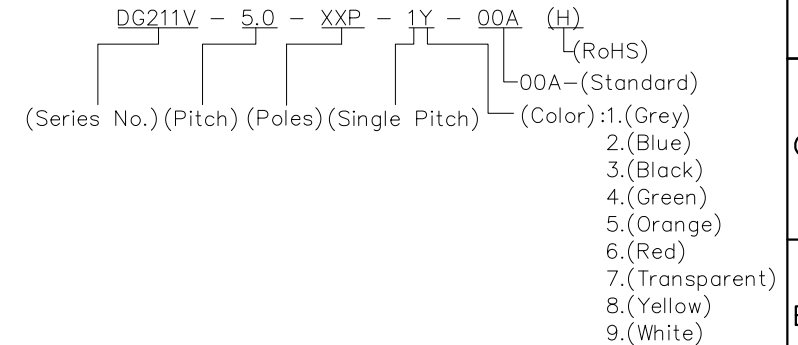 DG211V - 5.0 - XXP - 1Y - 00A (H)
(RoHS)
00A-(Standard)
(Series No.) (Pitch) (Poles) (Single Pitch) (Color) :1.(Grey)
2.(Blue)
3.(Black)
4.(Green)
5.(Orange)
6.(Red)
7.(Transparent)
8.(Yellow)
9.(White)